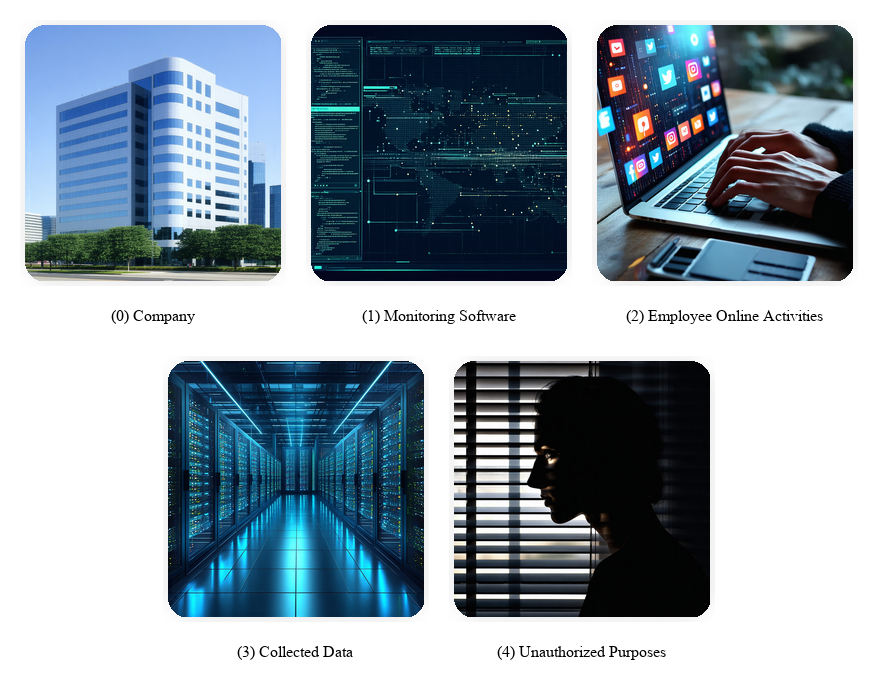 (0) Company
(1) Monitoring Software
(2) Employee Online Activities
(3) Collected Data
(4) Unauthorized Purposes